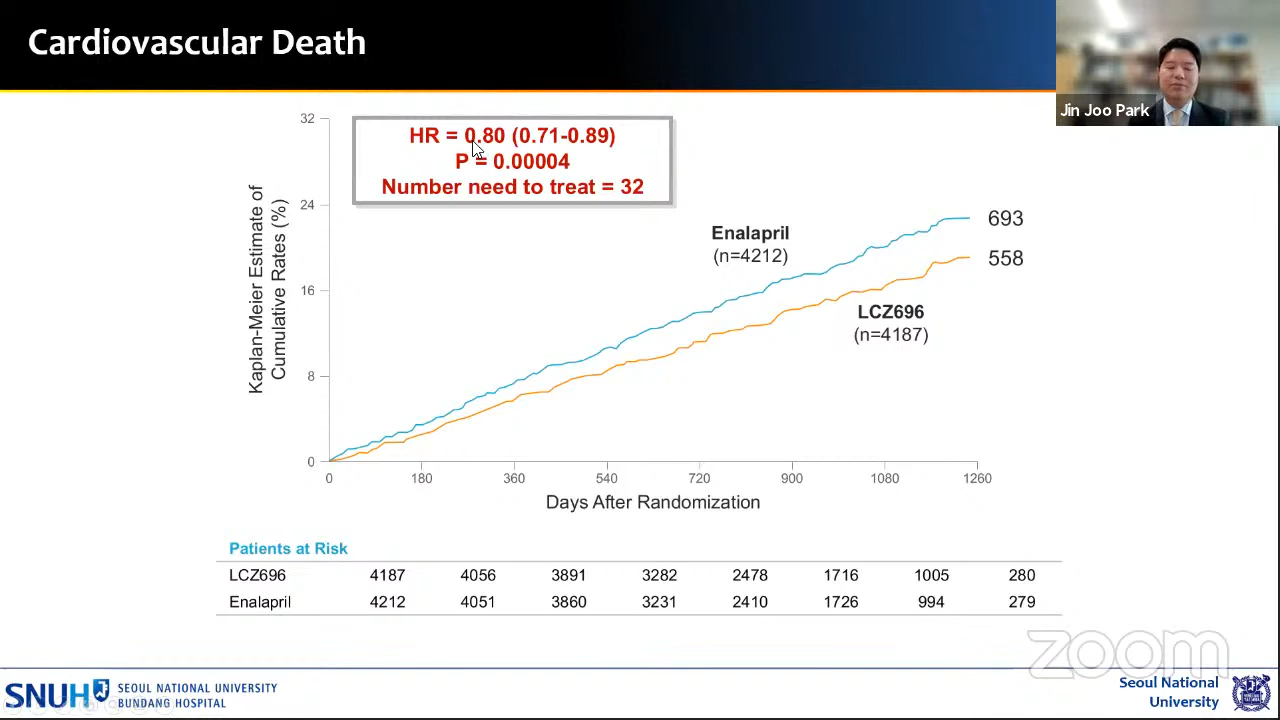 Cardiovascular Death
Jin Joo Park
HR = 0.80 (0.71-0.89)
P = 0.00004
Number need to treat = 32
Kaplan-Meier Estimate of
Cumulative Rates (%)
32
24
16
8
0
Enalapril
(n=4212)
693
558
LCZ696
(n=4187)
0 180 360 540 720 900 1080 1260
Days After Randomization
Patients at Risk
LCZ696 4187 4056 3891 3282 2478 1716 1005 280
Enalapril 4212 4051 3860 3231 2410 1726 994 279
zoom
SNUH SEOUL NATIONAL UNIVERSITY
BUNDANG HOSPITAL
Seoul National
University